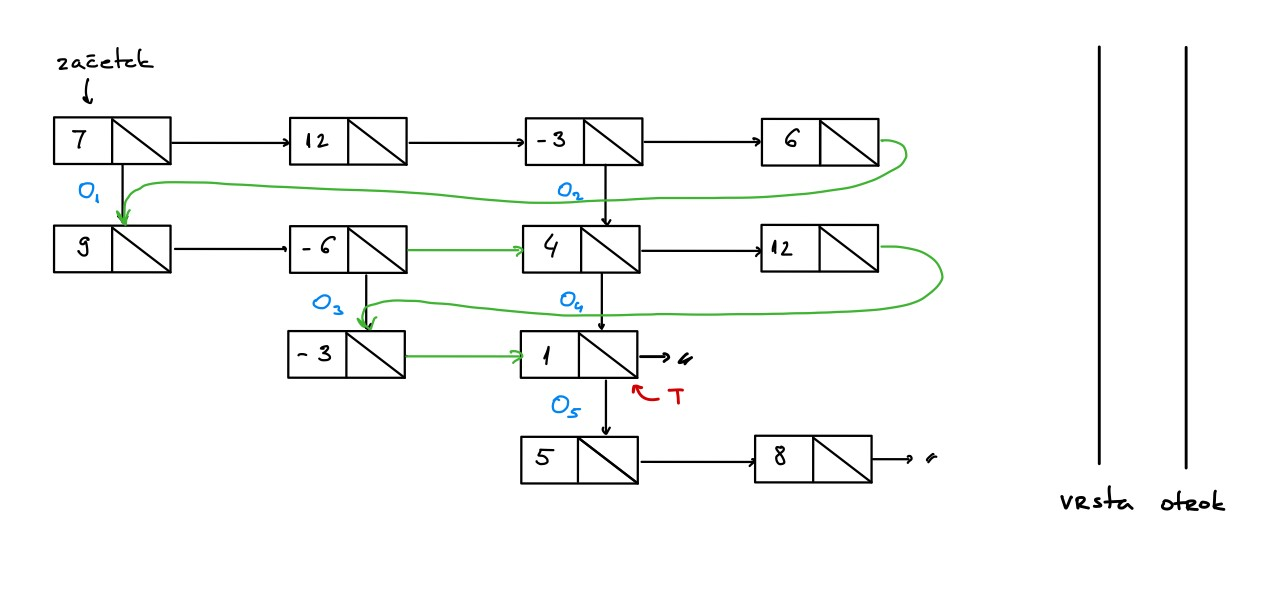 začetek
7 12 -3 6
O1 O2
9 -6 4 12
O3 O4
-3 1
T
O5
5 8
vrsta otrok